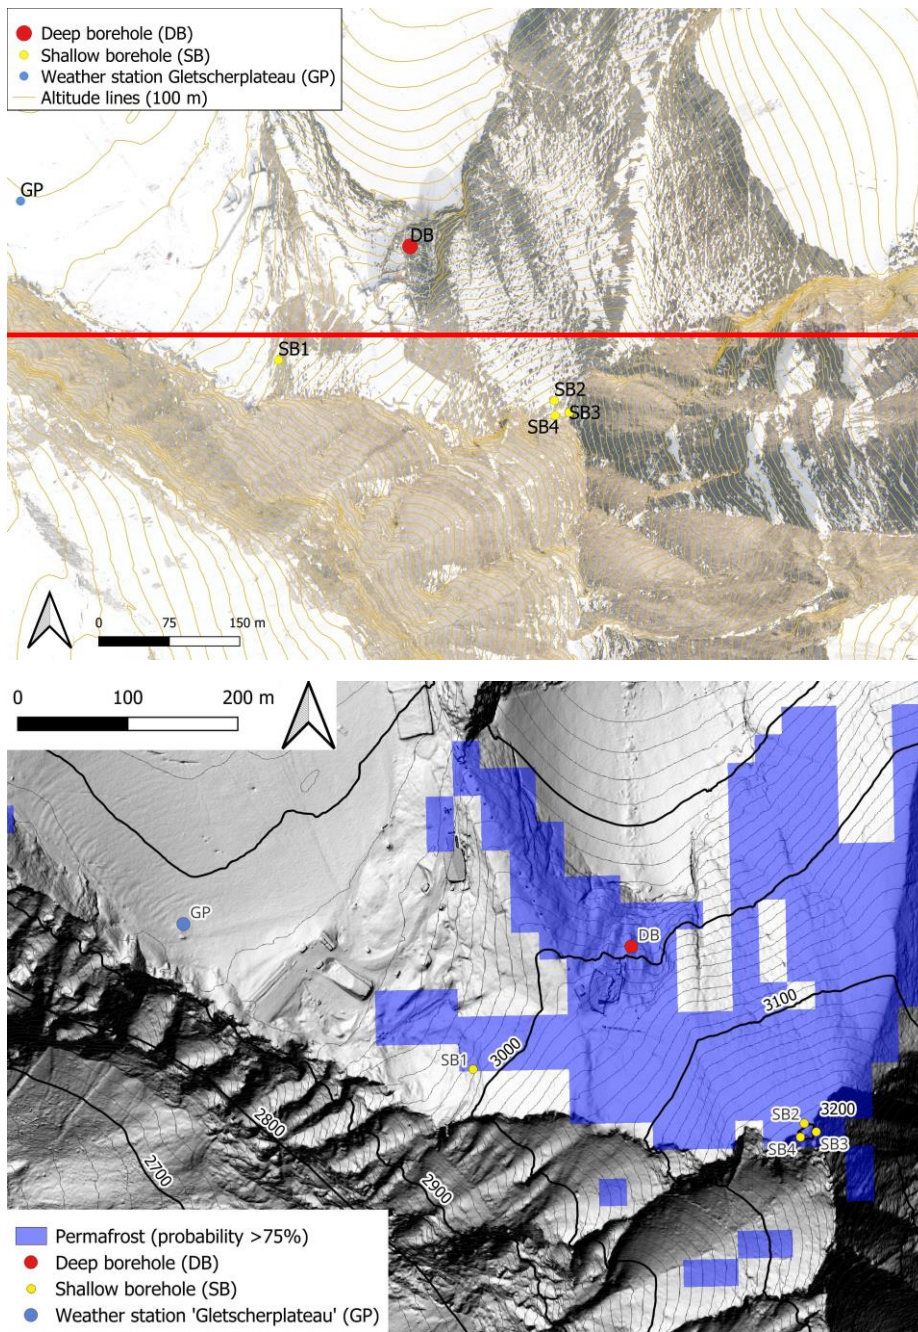 Deep borehole (DB)
Shallow borehole (SB)
Weather station Gletscherplateau (GP)
Altitude lines (100 m)
GP
DB
SB1
SB2
SB3
SB4
0 75 150 m
0 100 200 m
GP
DB
3100
SB1
3000
SB2
3200
SB4
SB3
2800
2700
2900
Permafrost (probability >75%)
Deep borehole (DB)
Shallow borehole (SB)
Weather station 'Gletscherplateau' (GP)